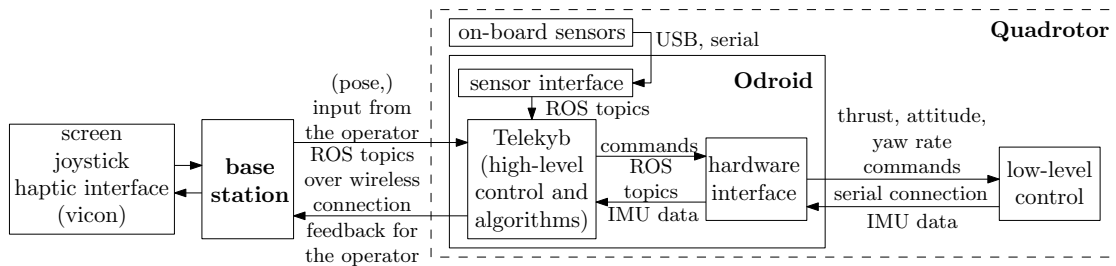 on-board sensors
Quadrotor
USB, serial
Odroid
sensor interface
ROS topics
screen
joystick
haptic interface
(vicon)
base
station
(pose,)
input from
the operator
ROS topics
over wireless
connection
feedback for
the operator
Telekyb
(high-level
control and
algorithms)
commands
ROS
topics
IMU data
hardware
interface
thrust, attitude,
yaw rate
commands
serial connection
IMU data
low-level
control